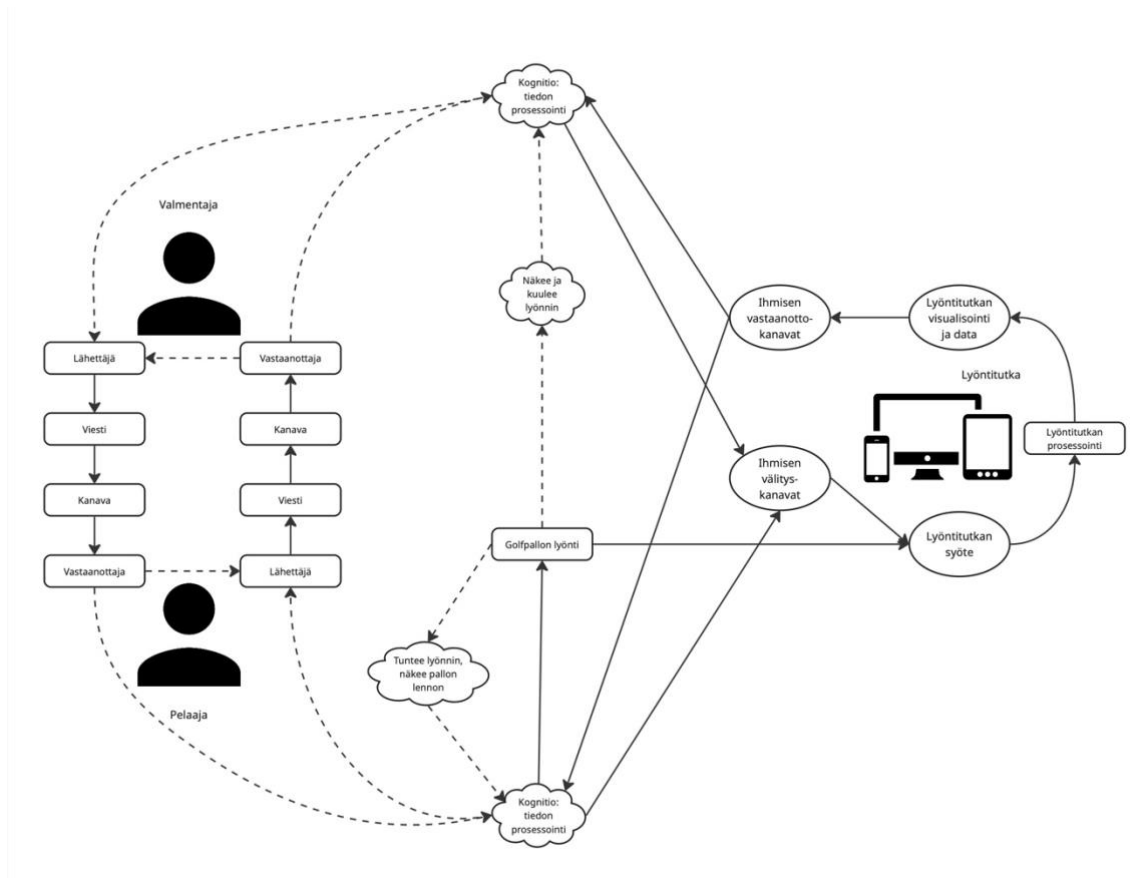 Kognitio:
tiedon
prosessointi
Valmentaja
Näkee ja
kuulee
lyönnin
Ihmisen
vastaanotto-
kanavat
Lyöntitutkan
visualisointi
ja data
Lähettäjä
Vastaanottaja
Lyöntitutka
Viesti
Kanava
Lyöntitutkan
prosessointi
Ihmisen
välitys-
kanavat
Kanava
Viesti
Golfpallon lyönti
Lyöntitutkan
syöte
Vastaanottaja
Lähettäjä
Tuntee lyönnin,
näkee pallon
lennon
Pelaaja
Kognitio:
tiedon
prosessointi